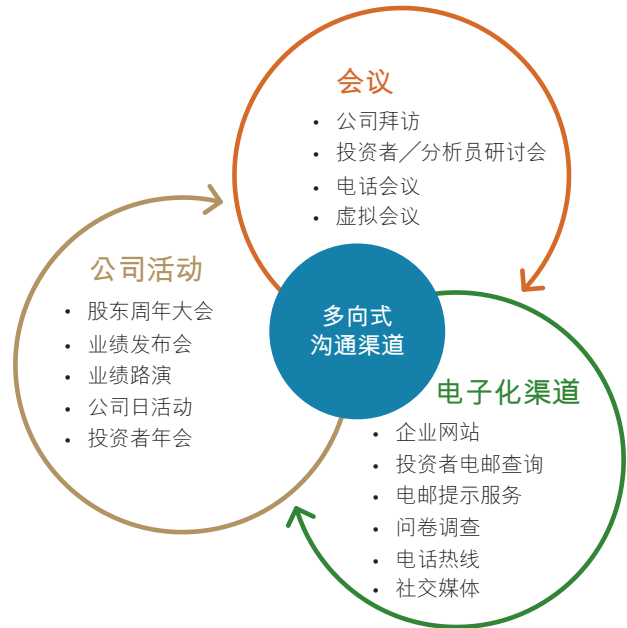 会议
• 公司拜访
• 投资者／分析员研讨会
• 电话会议
• 虚拟会议
公司活动
• 股东周年大会
• 业绩发布会
• 业绩路演
• 公司日活动
• 投资者年会
多向式
沟通渠道
电子化渠道
• 企业网站
• 投资者电邮查询
• 电邮提示服务
• 问卷调查
• 电话热线
• 社交媒体